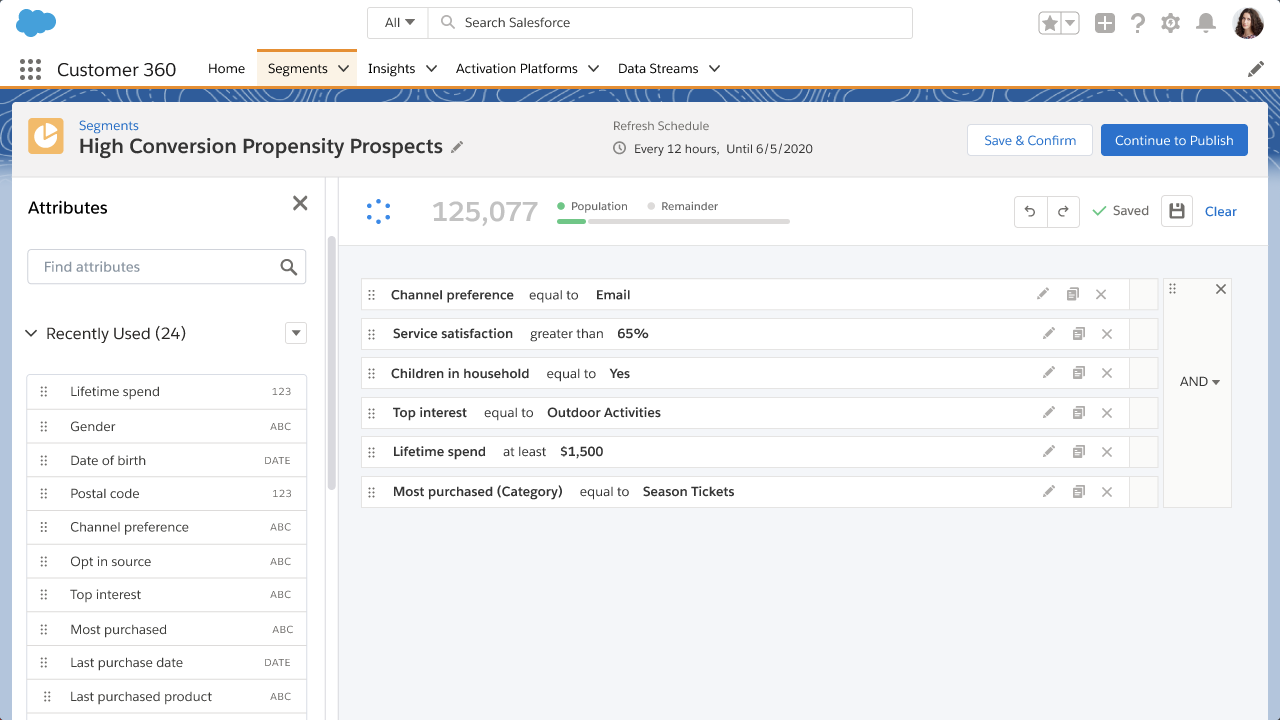 All
Search Salesforce
Customer 360
Home
Segments
Insights
Activation Platforms
Data Streams
Segments
High Conversion Propensity Prospects
Refresh Schedule
Every 12 hours, Until 6/5/2020
Save & Confirm
Continue to Publish
Attributes
Find attributes
Recently Used (24)
Lifetime spend 123
Gender ABC
Date of birth DATE
Postal code 123
Channel preference ABC
Opt in source ABC
Top interest ABC
Most purchased ABC
Last purchase date DATE
Last purchased product ABC
125,077
Population
Remainder
Saved
Clear
Channel preference equal to Email
Service satisfaction greater than 65%
Children in household equal to Yes
Top interest equal to Outdoor Activities
Lifetime spend at least $1,500
Most purchased (Category) equal to Season Tickets
AND